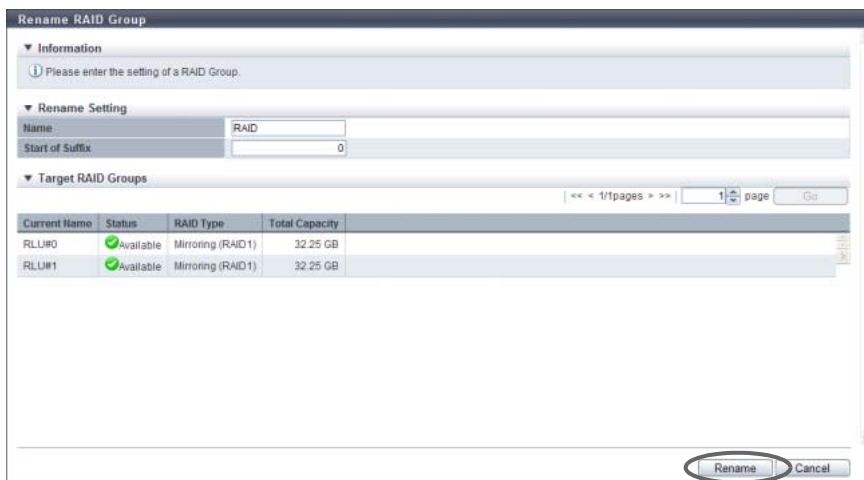 Rename RAID Group
Information
Please enter the setting of a RAID Group.
Rename Setting
Name RAID
Start of Suffix 0
Target RAID Groups
<< < 1/1pages > >> 1 page Go
Current Name Status RAID Type Total Capacity
RLU#0 Available Mirroring (RAID1) 32.25 GB
RLU#1 Available Mirroring (RAID1) 32.25 GB
Rename Cancel